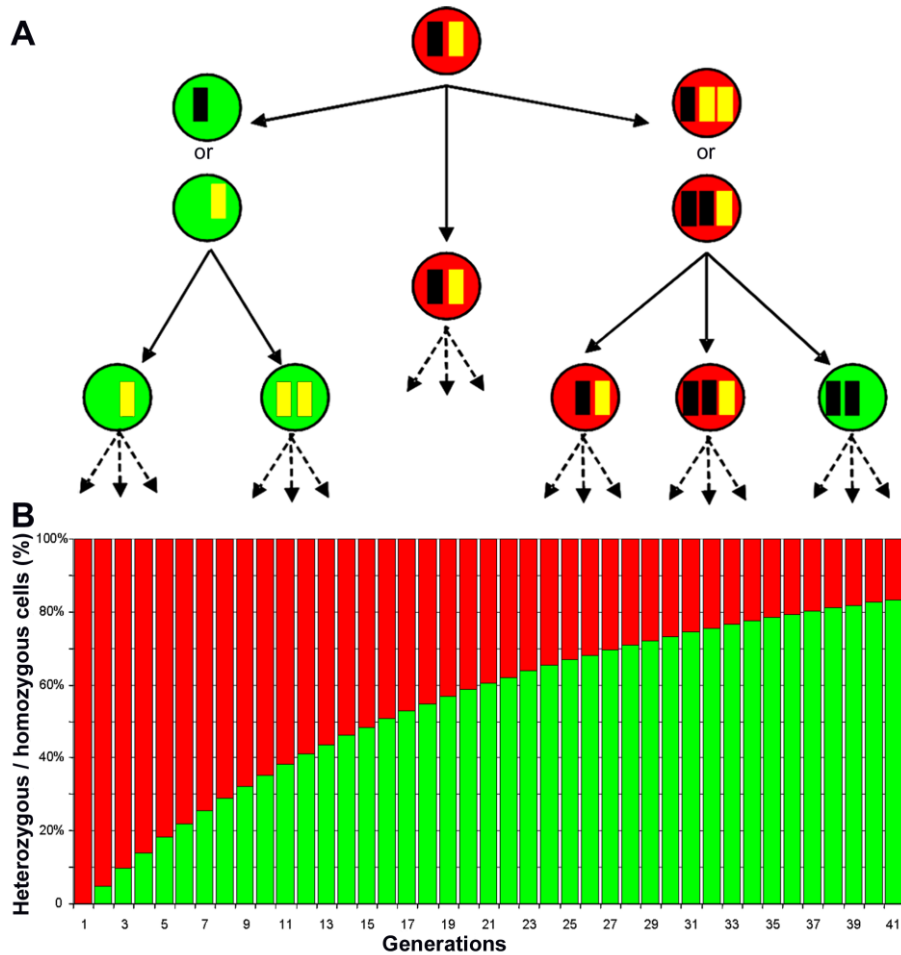 A
or
or
B
Heterozygous / homozygous cells (%)
100%
80%
60%
40%
20%
0
1 3 5 7 9 11 13 15 17 19 21 23 25 27 29 31 33 35 37 39 41
Generations